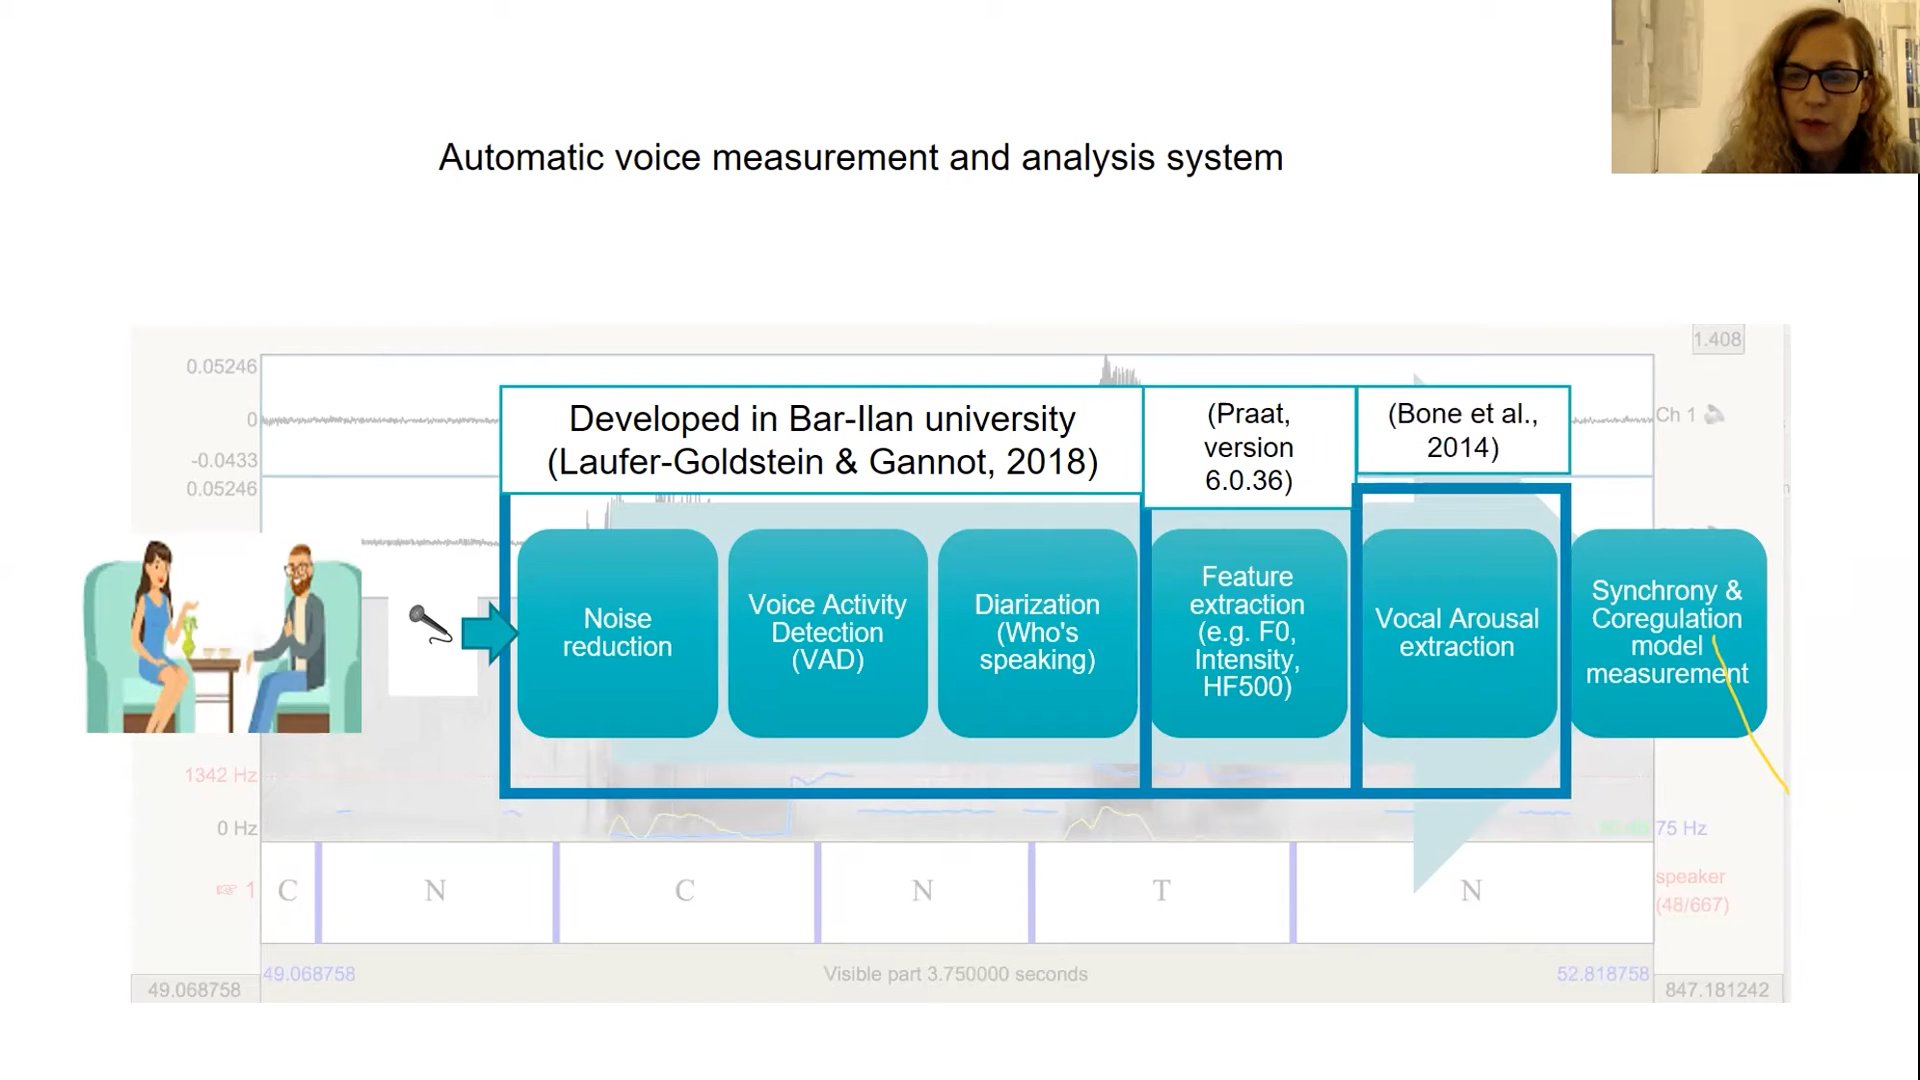 Automatic voice measurement and analysis system
1.408
0.05246
0
-0.0433
0.05246
Ch 1
Developed in Bar-Ilan university
(Laufer-Goldstein & Gannot, 2018)
(Praat,
version
6.0.36)
(Bone et al.,
2014)
Noise
reduction
Voice Activity
Detection
(VAD)
Diarization
(Who's
speaking)
Feature
extraction
(e.g. F0,
Intensity,
HF500)
Vocal Arousal
extraction
Synchrony &
Coregulation
model
measurement
1342 Hz
0 Hz
75 Hz
1
C
N
C
N
T
N
speaker
(48/667)
49.068758
Visible part 3.750000 seconds
52.818758
49.068758
847.181242